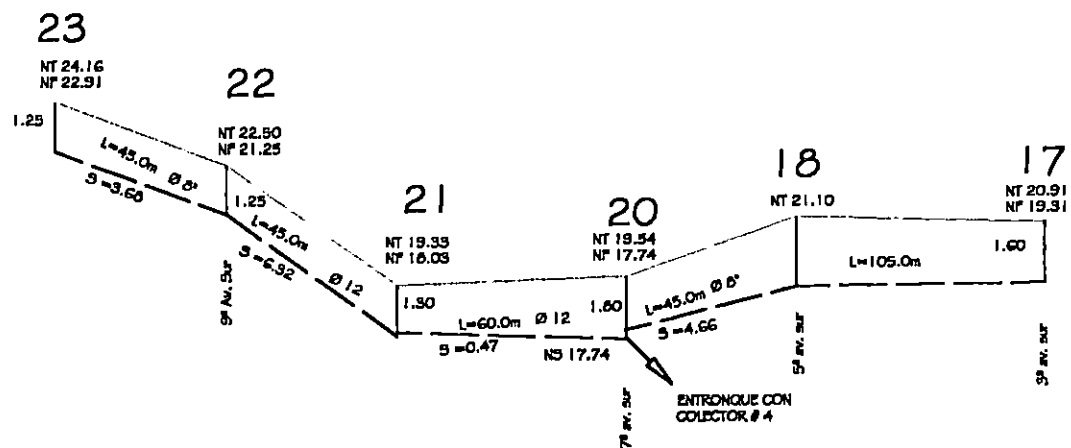 23
NT 24.16
NF 22.91
1.25
L=45.0m Ø 8"
S =3.68
22
NT 22.50
NF 21.25
1.25
L=45.0m
Ø 12
S =6.92
9ª Av. Sur
21
NT 19.33
NF 18.03
1.30
L=60.0m Ø 12
S =0.47
NS 17.74
20
NT 19.54
NF 17.74
1.80
L=45.0m Ø 8"
S =4.66
7ª av. sur
ENTRONQUE CON
COLECTOR # 4
18
NT 21.10
5ª av. sur
L=105.0m
17
NT 20.91
NF 19.31
1.60
3ª av. sur